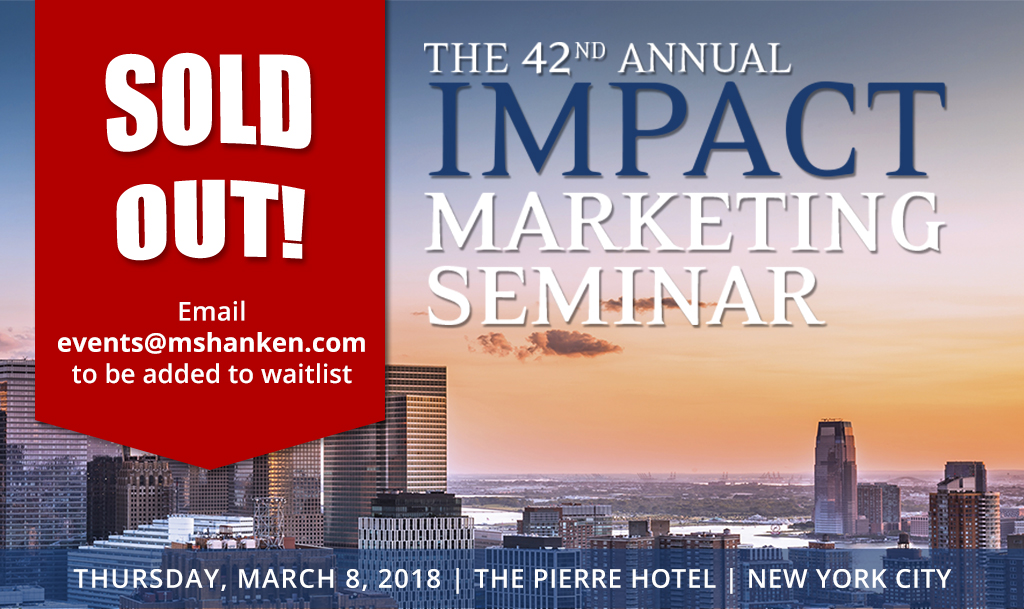 SOLD
OUT!
Email
events@mshanken.com
to be added to waitlist
THE 42ND ANNUAL
IMPACT
MARKETING
SEMINAR
THURSDAY, MARCH 8, 2018 | THE PIERRE HOTEL | NEW YORK CITY